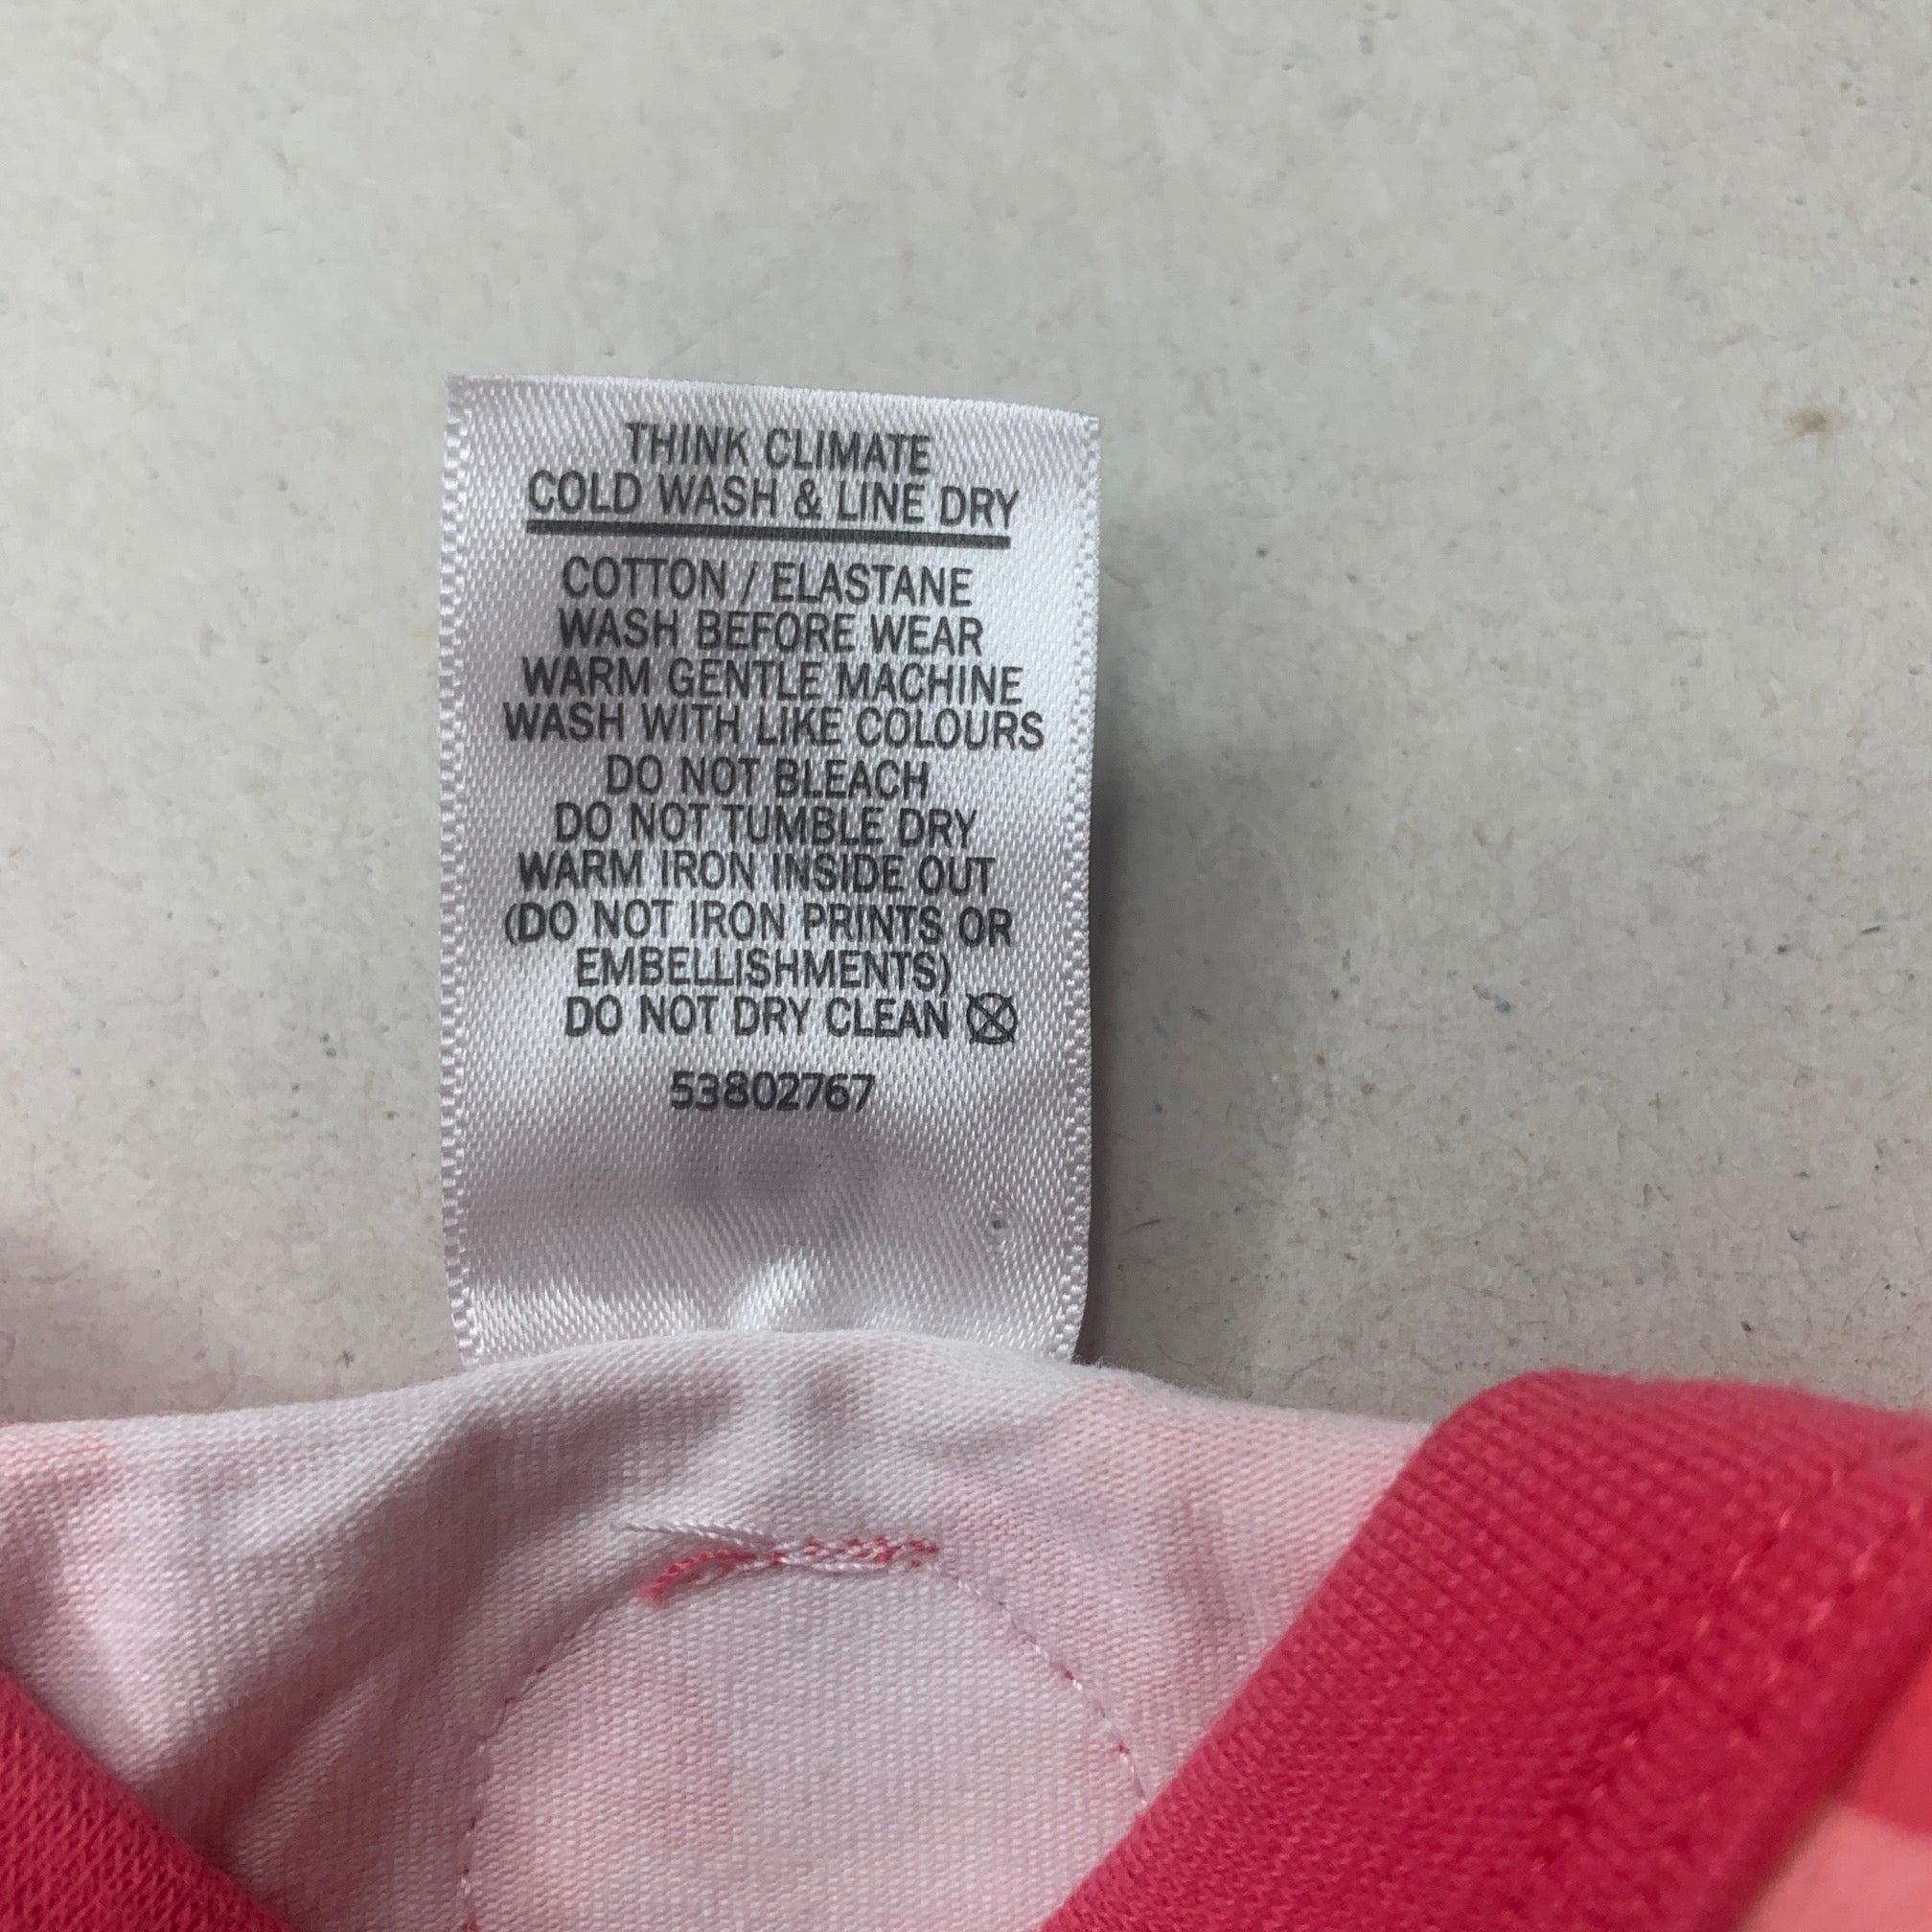 THINK CLIMATE
COLD WASH & LINE DRY
COTTON / ELASTANE
WASH BEFORE WEAR
WARM GENTLE MACHINE
WASH WITH LIKE COLOURS
DO NOT BLEACH
DO NOT TUMBLE DRY
WARM IRON INSIDE OUT
(DO NOT IRON PRINTS OR
EMBELLISHMENTS)
DO NOT DRY CLEAN
53802767